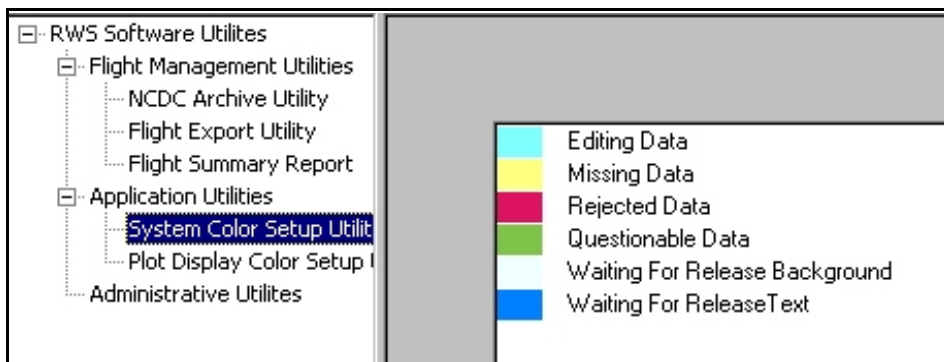 RWS Software Utilites
Flight Management Utilities
NCDC Archive Utility
Flight Export Utility
Flight Summary Report
Application Utilities
System Color Setup Utilit
Plot Display Color Setup
Administrative Utilites
Editing Data
Missing Data
Rejected Data
Questionable Data
Waiting For Release Background
Waiting For ReleaseText